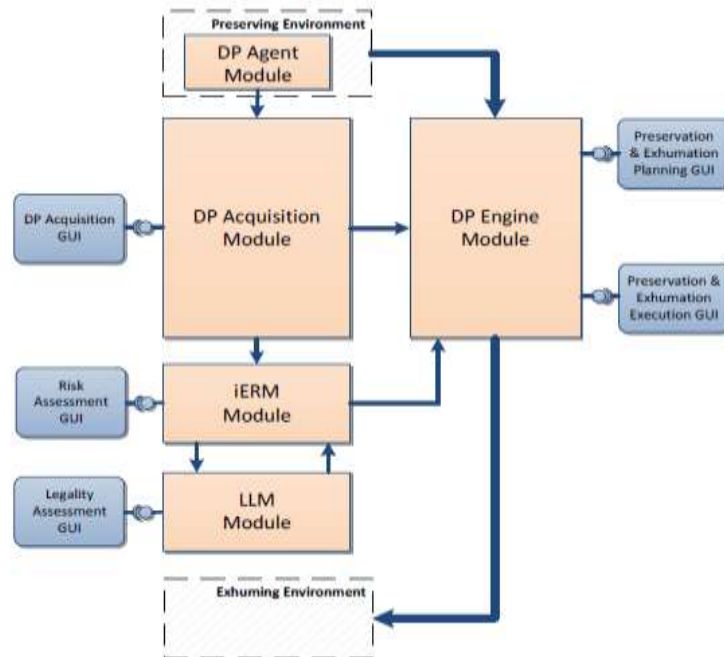 Preserving Environment
DP Agent
Module
DP Acquisition
Module
DP Engine
Module
Preservation
& Exhumation
Planning GUI
DP Acquisition
GUI
Preservation &
Exhumation
Execution GUI
Risk
Assessment
GUI
iERM
Module
Legality
Assessment
GUI
LLM
Module
Exhuming Environment